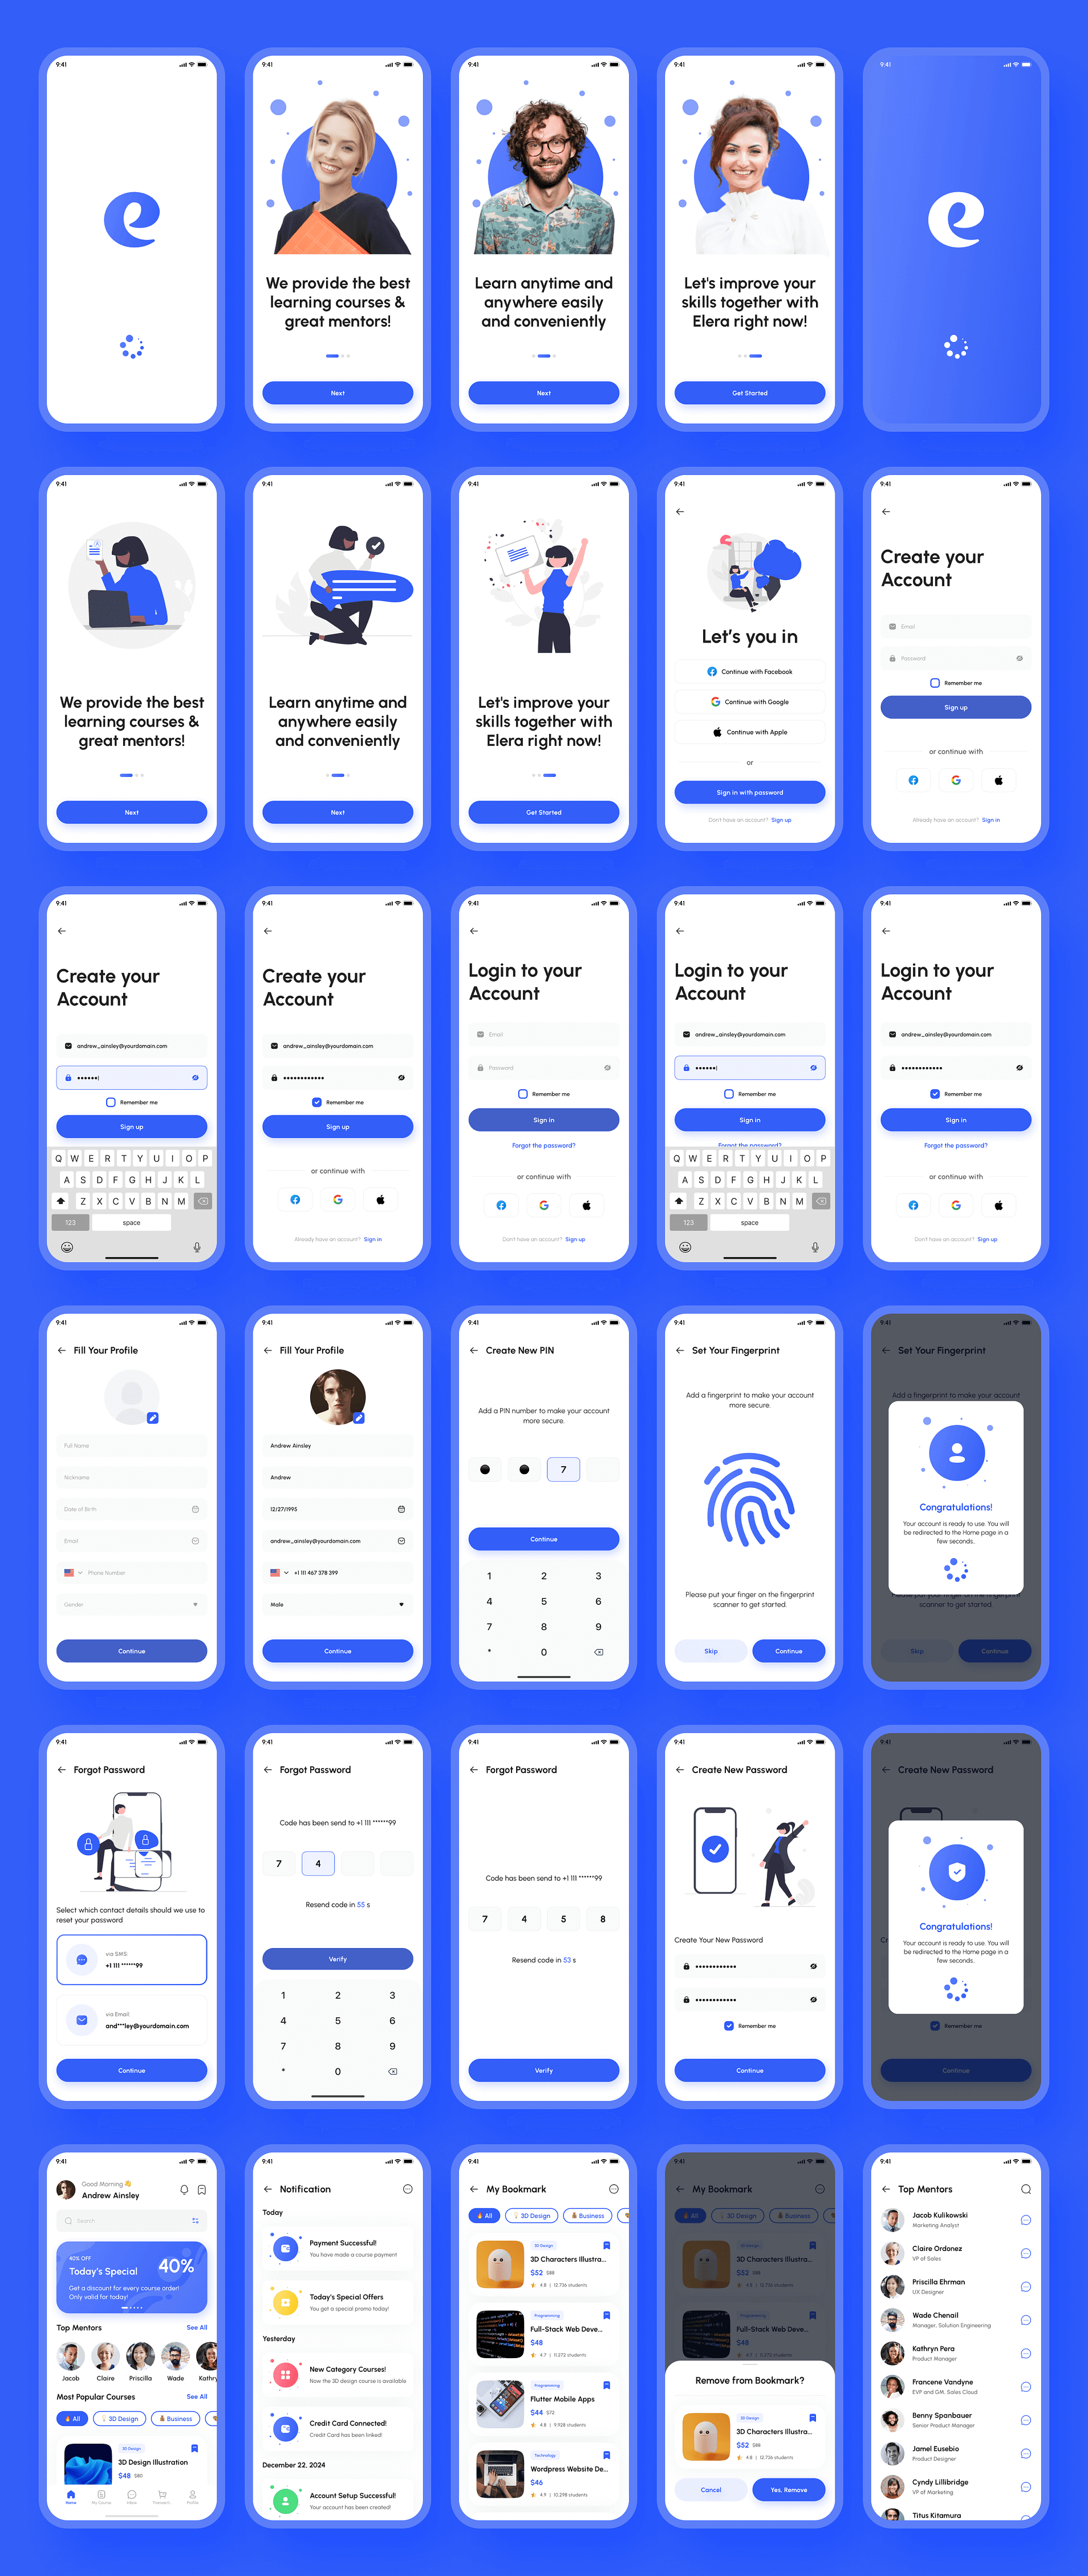 9:41
9:41
We provide the best
learning courses &
great mentors!
Next
9:41
Learn anytime and
anywhere easily
and conveniently
Next
9:41
Let's improve your
skills together with
Elera right now!
Get Started
9:41
9:41
We provide the best
learning courses &
great mentors!
Next
9:41
Learn anytime and
anywhere easily
and conveniently
Next
9:41
Let's improve your
skills together with
Elera right now!
Get Started
9:41
Let's you in
Continue with Facebook
Continue with Google
Continue with Apple
or
Sign in with password
Don't have an account? Sign up
9:41
Create your
Account
Email
Password
Remember me
Sign up
or continue with
Already have an account? Sign in
9:41
Create your
Account
andrew_ainsley@yourdomain.com
●●●●●●
Remember me
Sign up
Q W E R T Y U I O P
A S D F G H J K L
Z X C V B N M
123
space
9:41
Create your
Account
andrew_ainsley@yourdomain.com
●●●●●●●●●●●●
Remember me
Sign up
or continue with
Already have an account? Sign in
9:41
Login to your
Account
Email
Password
Remember me
Sign in
Forgot the password?
or continue with
Don't have an account? Sign up
9:41
Login to your
Account
andrew_ainsley@yourdomain.com
●●●●●●
Remember me
Sign in
Forgot the password?
Q W E R T Y U I O P
A S D F G H J K L
Z X C V B N M
123
space
9:41
Login to your
Account
andrew_ainsley@yourdomain.com
●●●●●●●●●●●●
Remember me
Sign in
Forgot the password?
or continue with
Don't have an account? Sign up
9:41
Fill Your Profile
Full Name
Nickname
Date of Birth
Email
Phone Number
Gender
Continue
9:41
Fill Your Profile
Andrew Ainsley
Andrew
12/27/1995
andrew_ainsley@yourdomain.com
+1 111 467 378 399
Male
Continue
9:41
Create New PIN
Add a PIN number to make your account
more secure.
7
Continue
1 2 3
4 5 6
7 8 9
* 0
9:41
Set Your Fingerprint
Add a fingerprint to make your account
more secure.
Please put your finger on the fingerprint
scanner to get started.
Skip
Continue
9:41
Set Your Fingerprint
Add a fingerprint to make your account
Congratulations!
Your account is ready to use. You will
be redirected to the Home page in a
few seconds..
Please put your finger on the fingerprint
scanner to get started.
Skip
Continue
9:41
Forgot Password
Select which contact details should we use to
reset your password
via SMS:
+1 111 ******99
via Email:
and***ley@yourdomain.com
Continue
9:41
Forgot Password
Code has been send to +1 111 ******99
7 4
Resend code in 55 s
Verify
1 2 3
4 5 6
7 8 9
* 0
9:41
Forgot Password
Code has been send to +1 111 ******99
7 4 5 8
Resend code in 53 s
Verify
9:41
Create New Password
Create Your New Password
●●●●●●●●●●●●
●●●●●●●●●●●●
Remember me
Continue
9:41
Create New Password
Congratulations!
Your account is ready to use. You will
be redirected to the Home page in a
few seconds..
Remember me
Continue
9:41
Good Morning
Andrew Ainsley
Search
40% OFF
Today's Special
40%
Get a discount for every course order!
Only valid for today!
Top Mentors
See All
Jacob Claire Priscilla Wade Kathry
Most Popular Courses
See All
All
3D Design
Business
3D Design
3D Design Illustration
$48 $80
Home My Course Inbox Transact.. Profile
9:41
Notification
Today
Payment Successful!
You have made a course payment
Today's Special Offers
You get a special promo today!
Yesterday
New Category Courses!
Now the 3D design course is available
Credit Card Connected!
Credit Card has been linked!
December 22, 2024
Account Setup Successful!
Your account has been created!
9:41
My Bookmark
All
3D Design
Business
3D Design
3D Characters Illustra...
$52 $88
4.8 | 12.736 students
Programming
Full-Stack Web Deve...
$48
4.7 | 11.272 students
Programming
Flutter Mobile Apps
$44 $72
4.8 | 9.938 students
Technology
Wordpress Website De...
$46
4.9 | 10.298 students
9:41
My Bookmark
All
3D Design
Business
3D Design
3D Characters Illustra...
$52 $88
4.8 | 12.736 students
Programming
Full-Stack Web Deve...
$48
4.7 | 11.272 students
Remove from Bookmark?
3D Design
3D Characters Illustra...
$52 $88
4.8 | 12.736 students
Cancel
Yes, Remove
9:41
Top Mentors
Jacob Kulikowski
Marketing Analyst
Claire Ordonez
VP of Sales
Priscilla Ehrman
UX Designer
Wade Chenail
Manager, Solution Engineering
Kathryn Pera
Product Manager
Francene Vandyne
EVP and GM, Sales Cloud
Benny Spanbauer
Senior Product Manager
Jamel Eusebio
Product Designer
Cyndy Lillibridge
VP of Marketing
Titus Kitamura